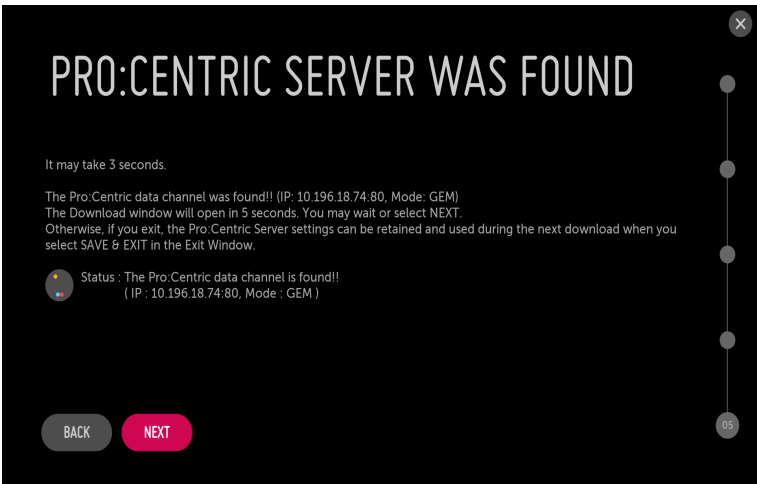 PRO:CENTRIC SERVER WAS FOUND
It may take 3 seconds.
The Pro:Centric data channel was found!! (IP: 10.196.18.74:80, Mode: GEM)
The Download window will open in 5 seconds. You may wait or select NEXT.
Otherwise, if you exit, the Pro:Centric Server settings can be retained and used during the next download when you
select SAVE & EXIT in the Exit Window.
Status : The Pro:Centric data channel is found!!
( IP : 10.196.18.74:80, Mode : GEM )
BACK NEXT
05